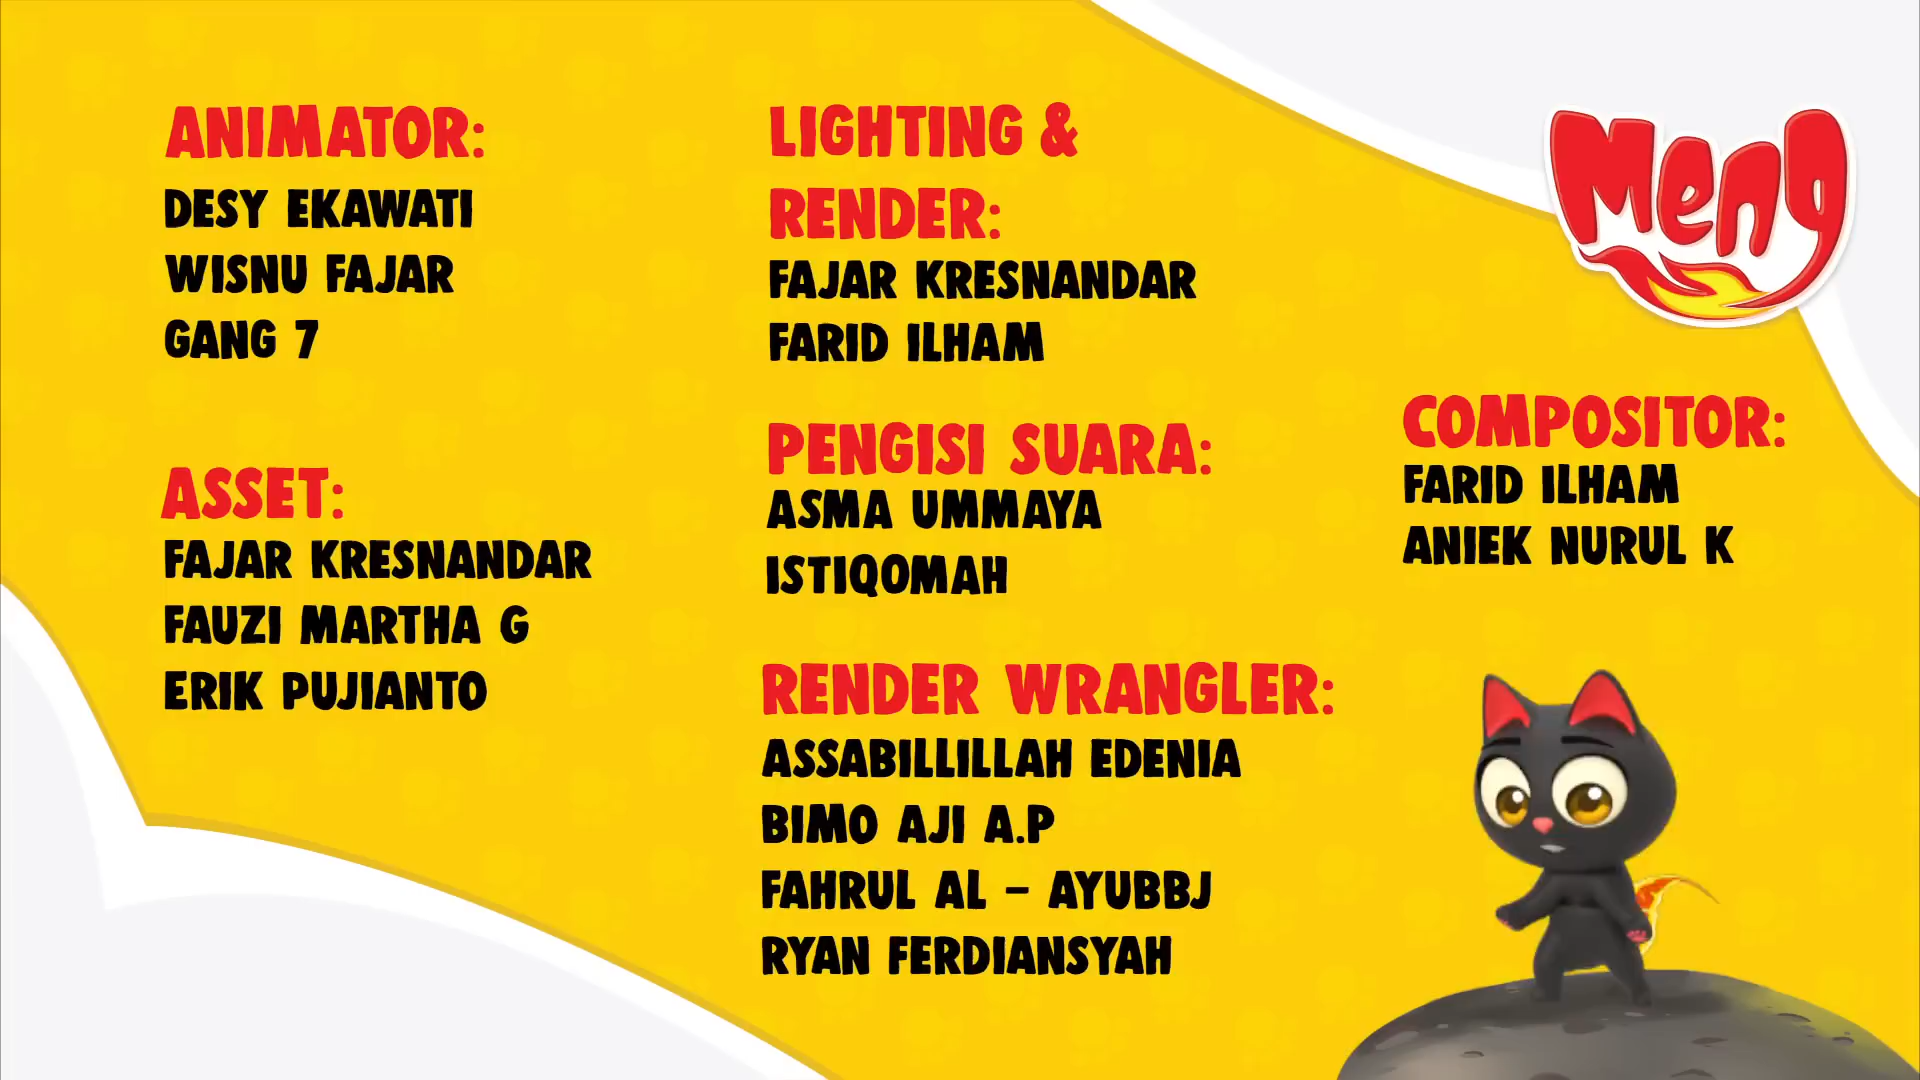 ANIMATOR:
DESY EKAWATI
WISNU FAJAR
GANG 7
ASSET:
FAJAR KRESNANDAR
FAUZI MARTHA G
ERIK PUJIANTO
LIGHTING &
RENDER:
FAJAR KRESNANDAR
FARID ILHAM
PENGISI SUARA:
ASMA UMMAYA
ISTIQOMAH
RENDER WRANGLER:
ASSABILLILLAH EDENIA
BIMO AJI A.P
FAHRUL AL - AYUBBJ
RYAN FERDIANSYAH
Meng
COMPOSITOR:
FARID ILHAM
ANIEK NURUL K